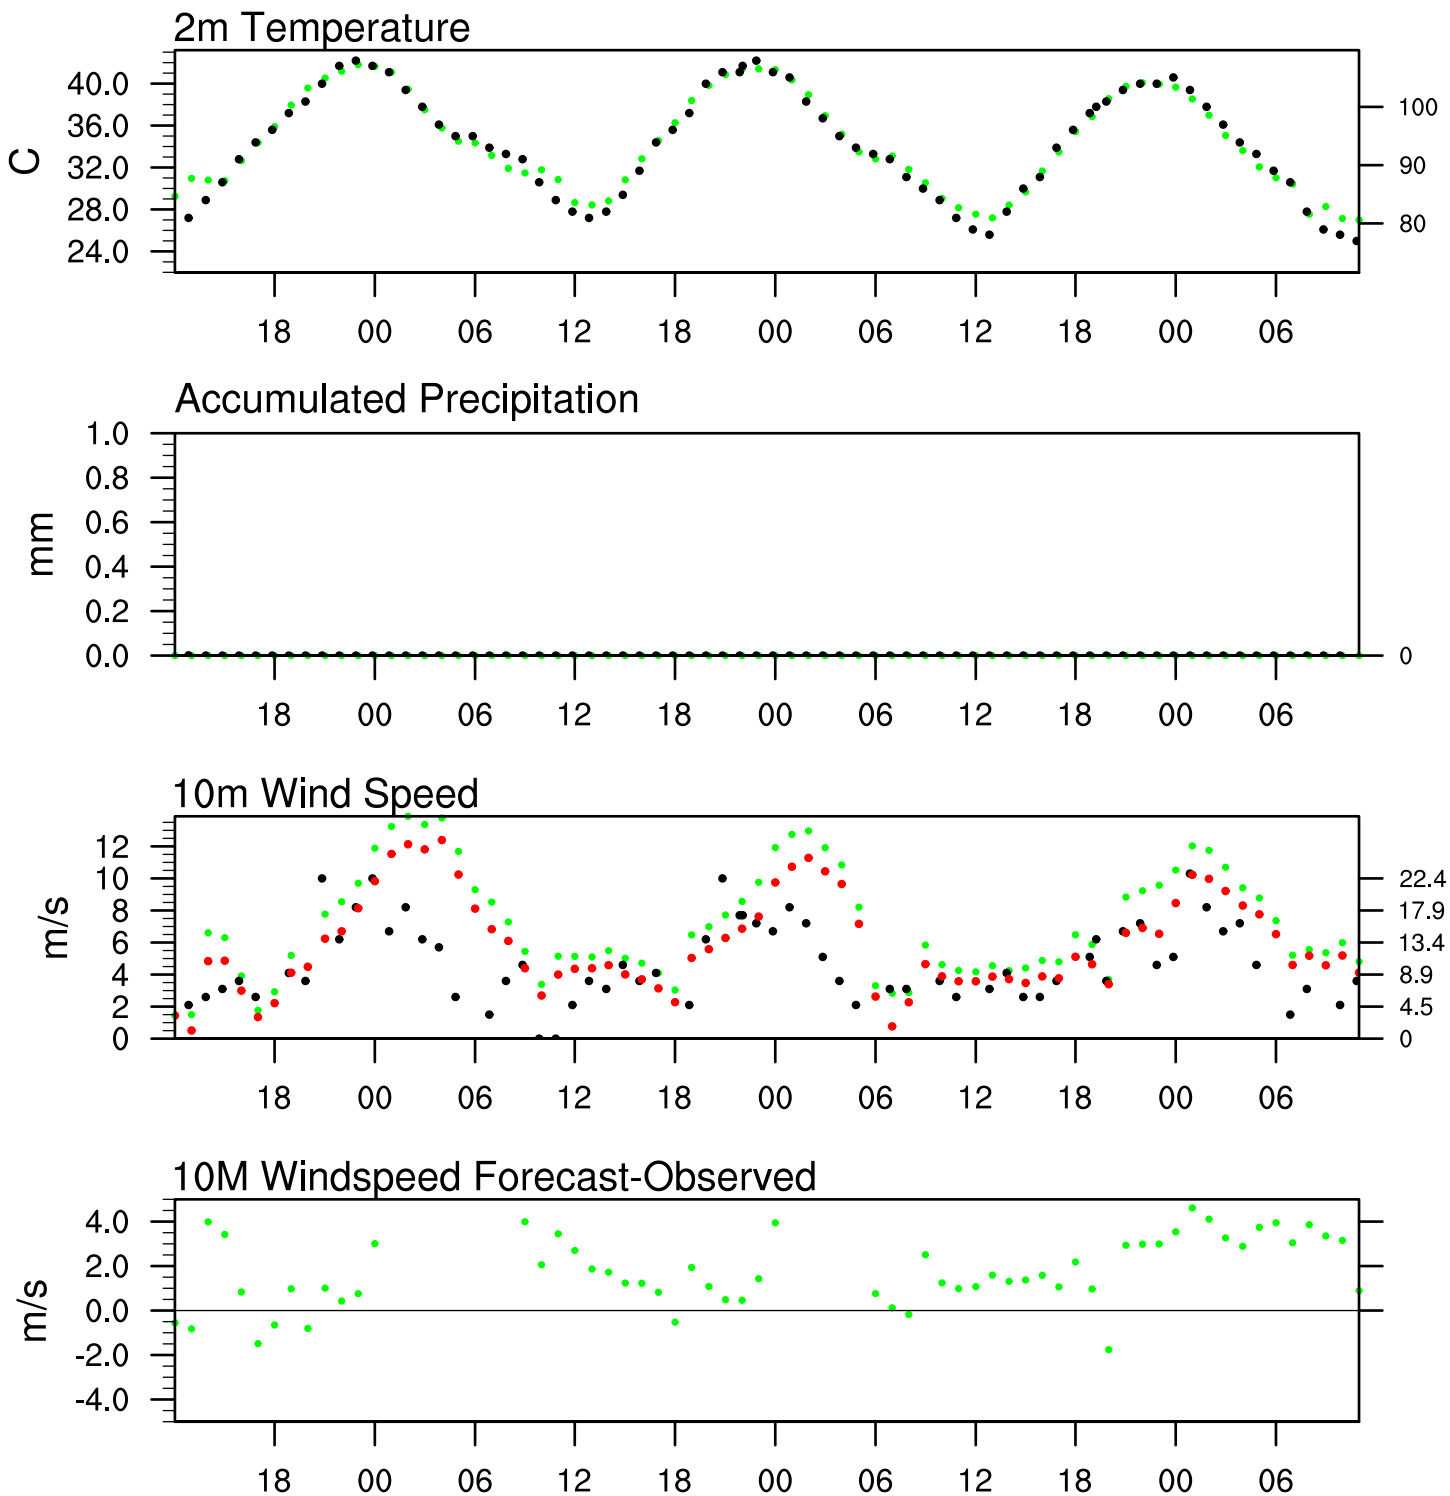 2m Temperature
40.0
36.0
32.0
28.0
24.0
C
100
90
80
18 00 06 12 18 00 06 12 18 00 06
Accumulated Precipitation
1.0
0.8
0.6
0.4
0.2
0.0
mm
0
18 00 06 12 18 00 06 12 18 00 06
10m Wind Speed
12
10
8
6
4
2
0
m/s
22.4
17.9
13.4
8.9
4.5
0
18 00 06 12 18 00 06 12 18 00 06
10M Windspeed Forecast-Observed
4.0
2.0
0.0
-2.0
-4.0
m/s
18 00 06 12 18 00 06 12 18 00 06